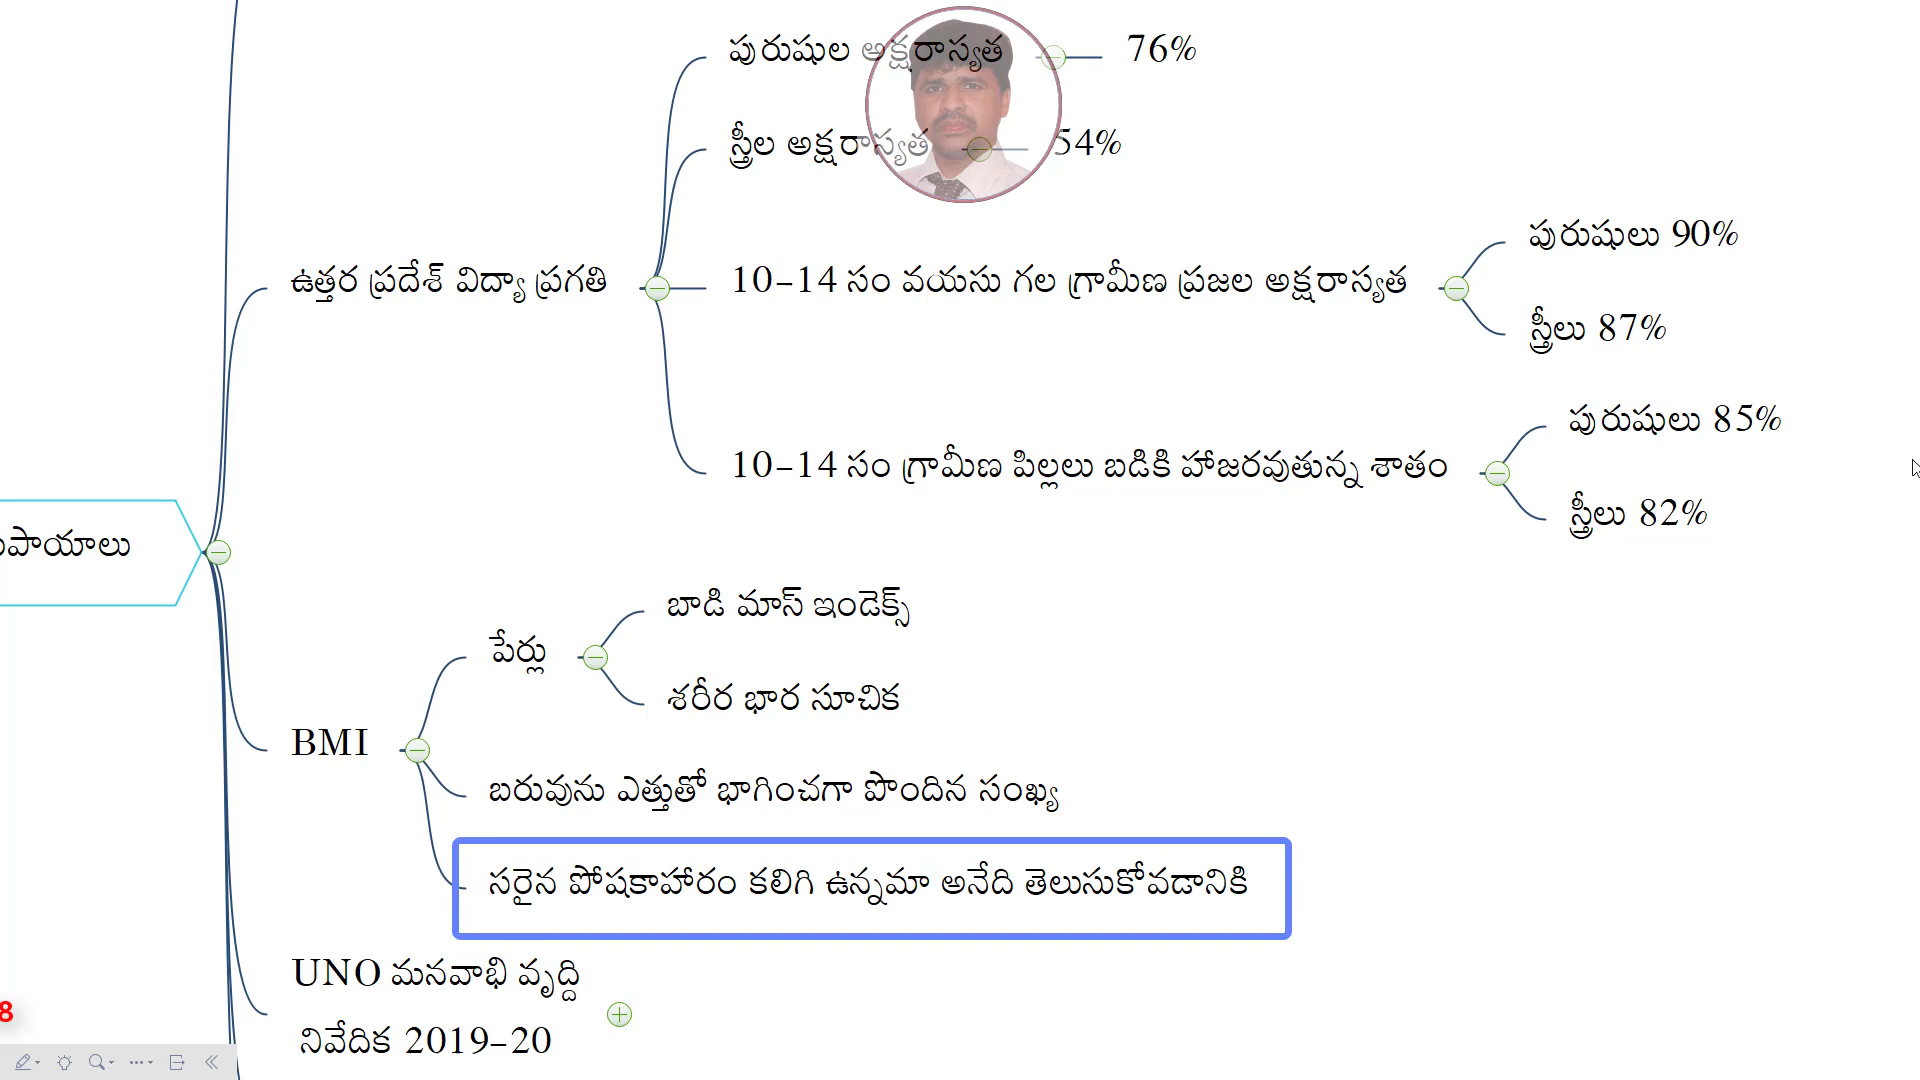 పురుషుల అక్షరాస్యత
76%
స్త్రీల అక్షరాస్యత
54%
ఉత్తర ప్రదేశ్ విద్యా ప్రగతి
10-14 సం వయసు గల గ్రామీణ ప్రజల అక్షరాస్యత
పురుషులు 90%
స్త్రీలు 87%
10-14 సం గ్రామీణ పిల్లలు బడికి హాజరవుతున్న శాతం
పురుషులు 85%
స్త్రీలు 82%
BMI
పేర్లు
బాడి మాస్ ఇండెక్స్
శరీర భార సూచిక
బరువును ఎత్తుతో భాగించగా పొందిన సంఖ్య
సరైన పోషకాహారం కలిగి ఉన్నమా అనేది తెలుసుకోవడానికి
UNO మనవాభి వృద్ది
నివేదిక 2019-20
8